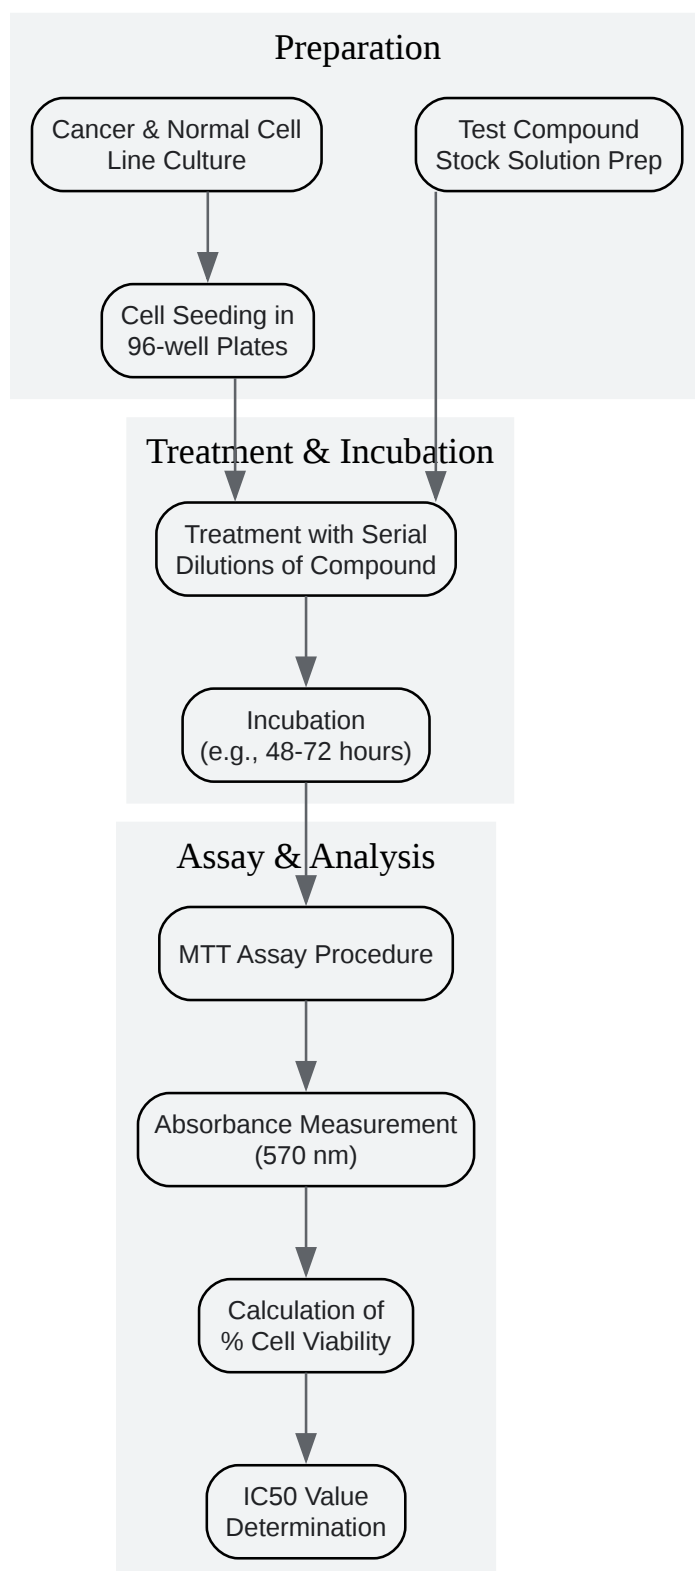 Preparation
Cancer & Normal Cell
Line Culture
Test Compound
Stock Solution Prep
Cell Seeding in
96-well Plates
Treatment & Incubation
Treatment with Serial
Dilutions of Compound
Incubation
(e.g., 48-72 hours)
Assay & Analysis
MTT Assay Procedure
Absorbance Measurement
(570 nm)
Calculation of
% Cell Viability
IC50 Value
Determination